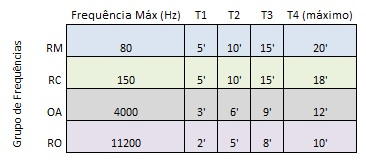 Frequência Máx (Hz) T1 T2 T3 T4 (máximo)
Grupo de Frequências
RM 80 5' 10' 15' 20'
RC 150 5' 10' 15' 18'
OA 4000 3' 6' 9' 12'
RO 11200 2' 5' 8' 10'